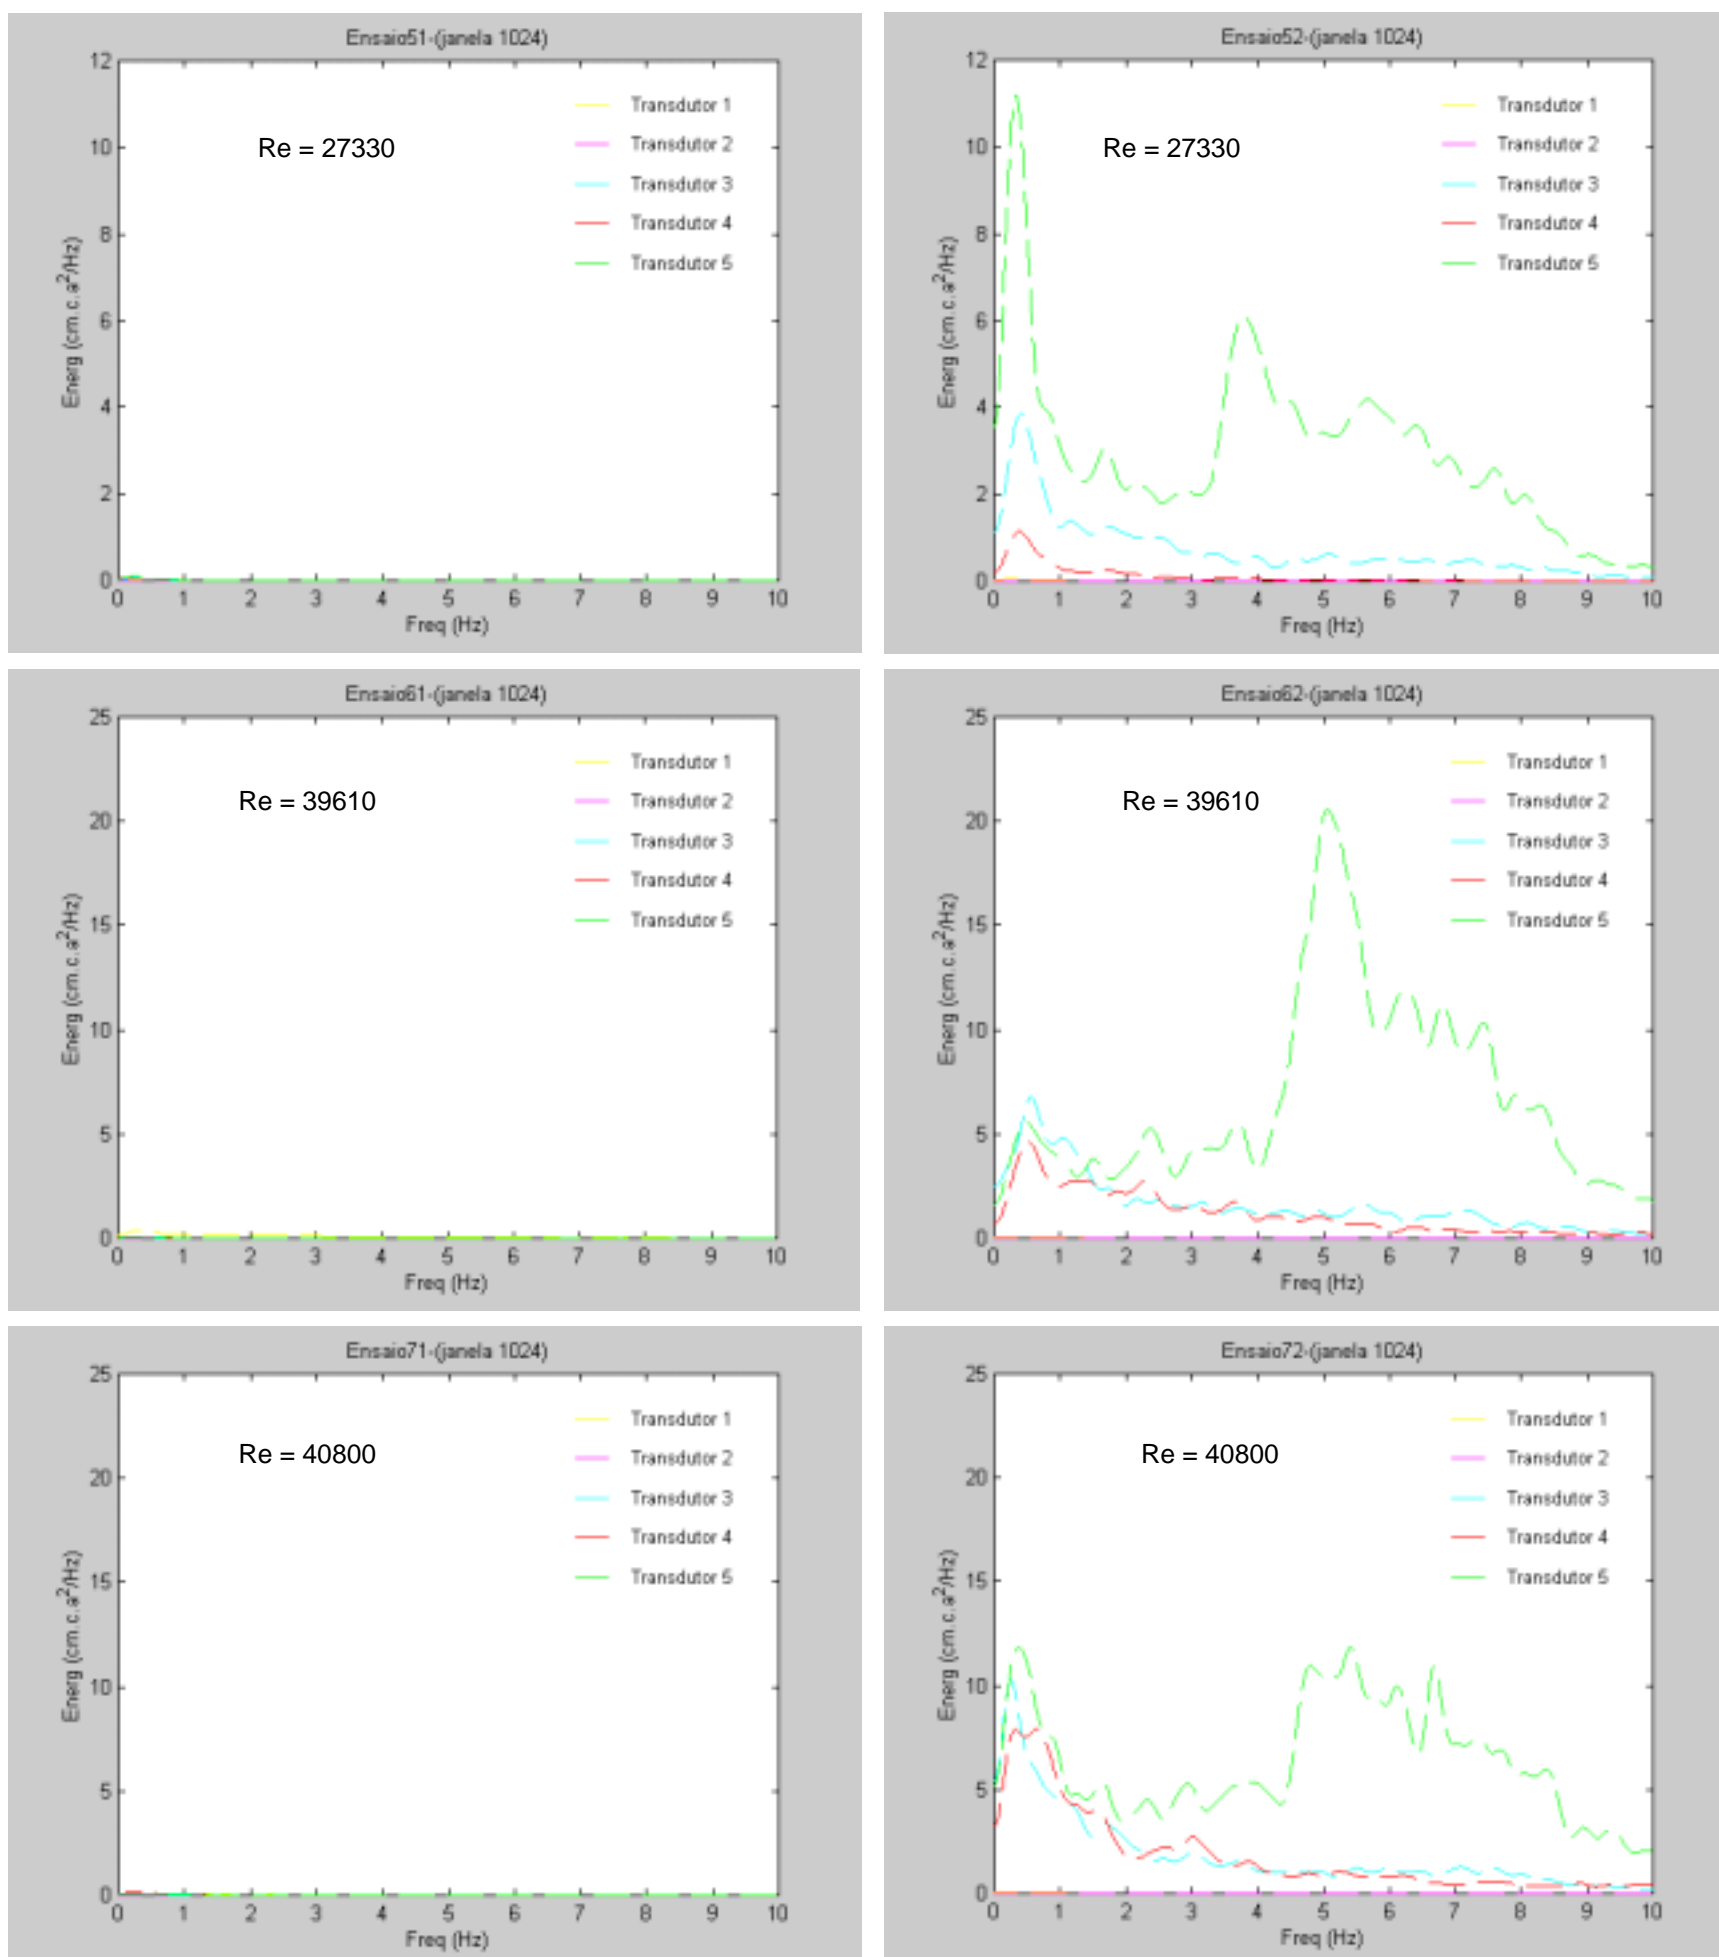 Ensaio51-(janela 1024)
12
10
8
6
4
2
0
Energ (cm.c.a²/Hz)
Re = 27330
Transdutor 1
Transdutor 2
Transdutor 3
Transdutor 4
Transdutor 5
0 1 2 3 4 5 6 7 8 9 10
Freq (Hz)
Ensaio52-(janela 1024)
12
10
8
6
4
2
0
Energ (cm.c.a²/Hz)
Re = 27330
Transdutor 1
Transdutor 2
Transdutor 3
Transdutor 4
Transdutor 5
0 1 2 3 4 5 6 7 8 9 10
Freq (Hz)
Ensaio61-(janela 1024)
25
20
15
10
5
0
Energ (cm.c.a²/Hz)
Re = 39610
Transdutor 1
Transdutor 2
Transdutor 3
Transdutor 4
Transdutor 5
0 1 2 3 4 5 6 7 8 9 10
Freq (Hz)
Ensaio62-(janela 1024)
25
20
15
10
5
0
Energ (cm.c.a²/Hz)
Re = 39610
Transdutor 1
Transdutor 2
Transdutor 3
Transdutor 4
Transdutor 5
0 1 2 3 4 5 6 7 8 9 10
Freq (Hz)
Ensaio71-(janela 1024)
25
20
15
10
5
0
Energ (cm.c.a²/Hz)
Re = 40800
Transdutor 1
Transdutor 2
Transdutor 3
Transdutor 4
Transdutor 5
0 1 2 3 4 5 6 7 8 9 10
Freq (Hz)
Ensaio72-(janela 1024)
25
20
15
10
5
0
Energ (cm.c.a²/Hz)
Re = 40800
Transdutor 1
Transdutor 2
Transdutor 3
Transdutor 4
Transdutor 5
0 1 2 3 4 5 6 7 8 9 10
Freq (Hz)